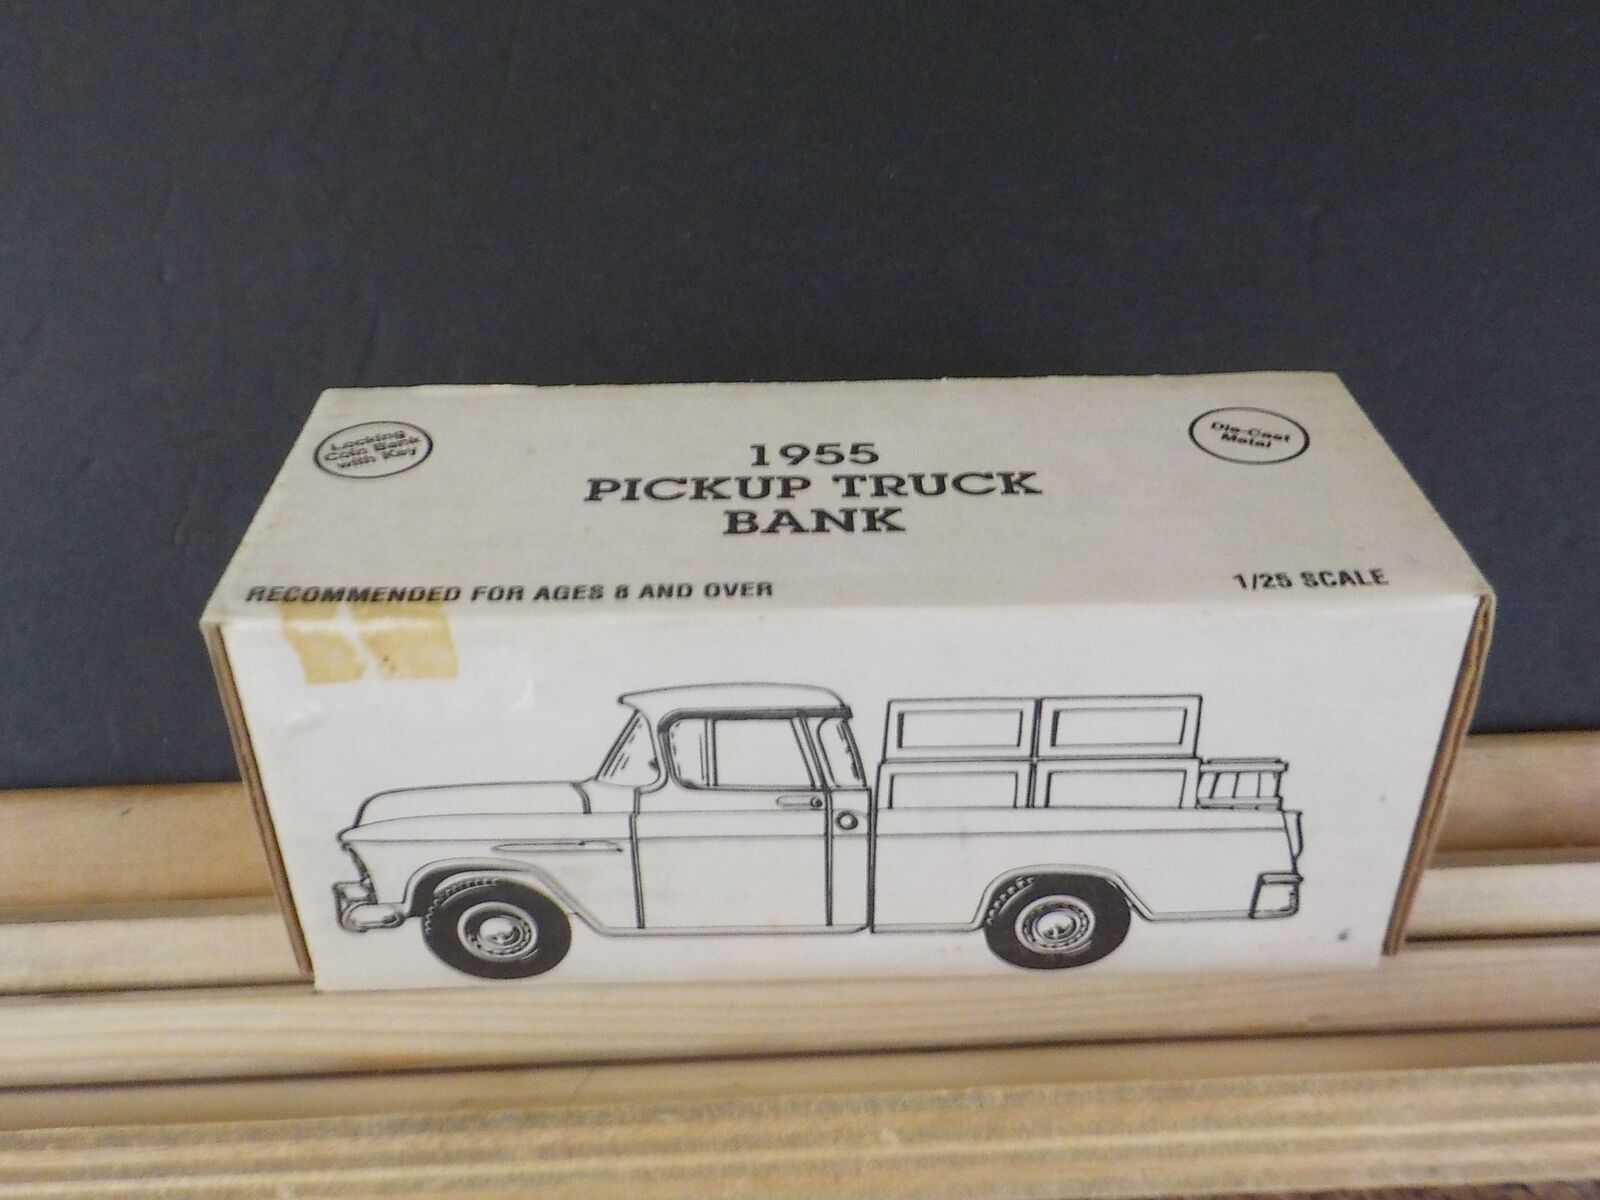 Locking
Coin Bank
with Key
1955
PICKUP TRUCK
BANK
Die-Cast
Metal
RECOMMENDED FOR AGES 8 AND OVER
1/25 SCALE